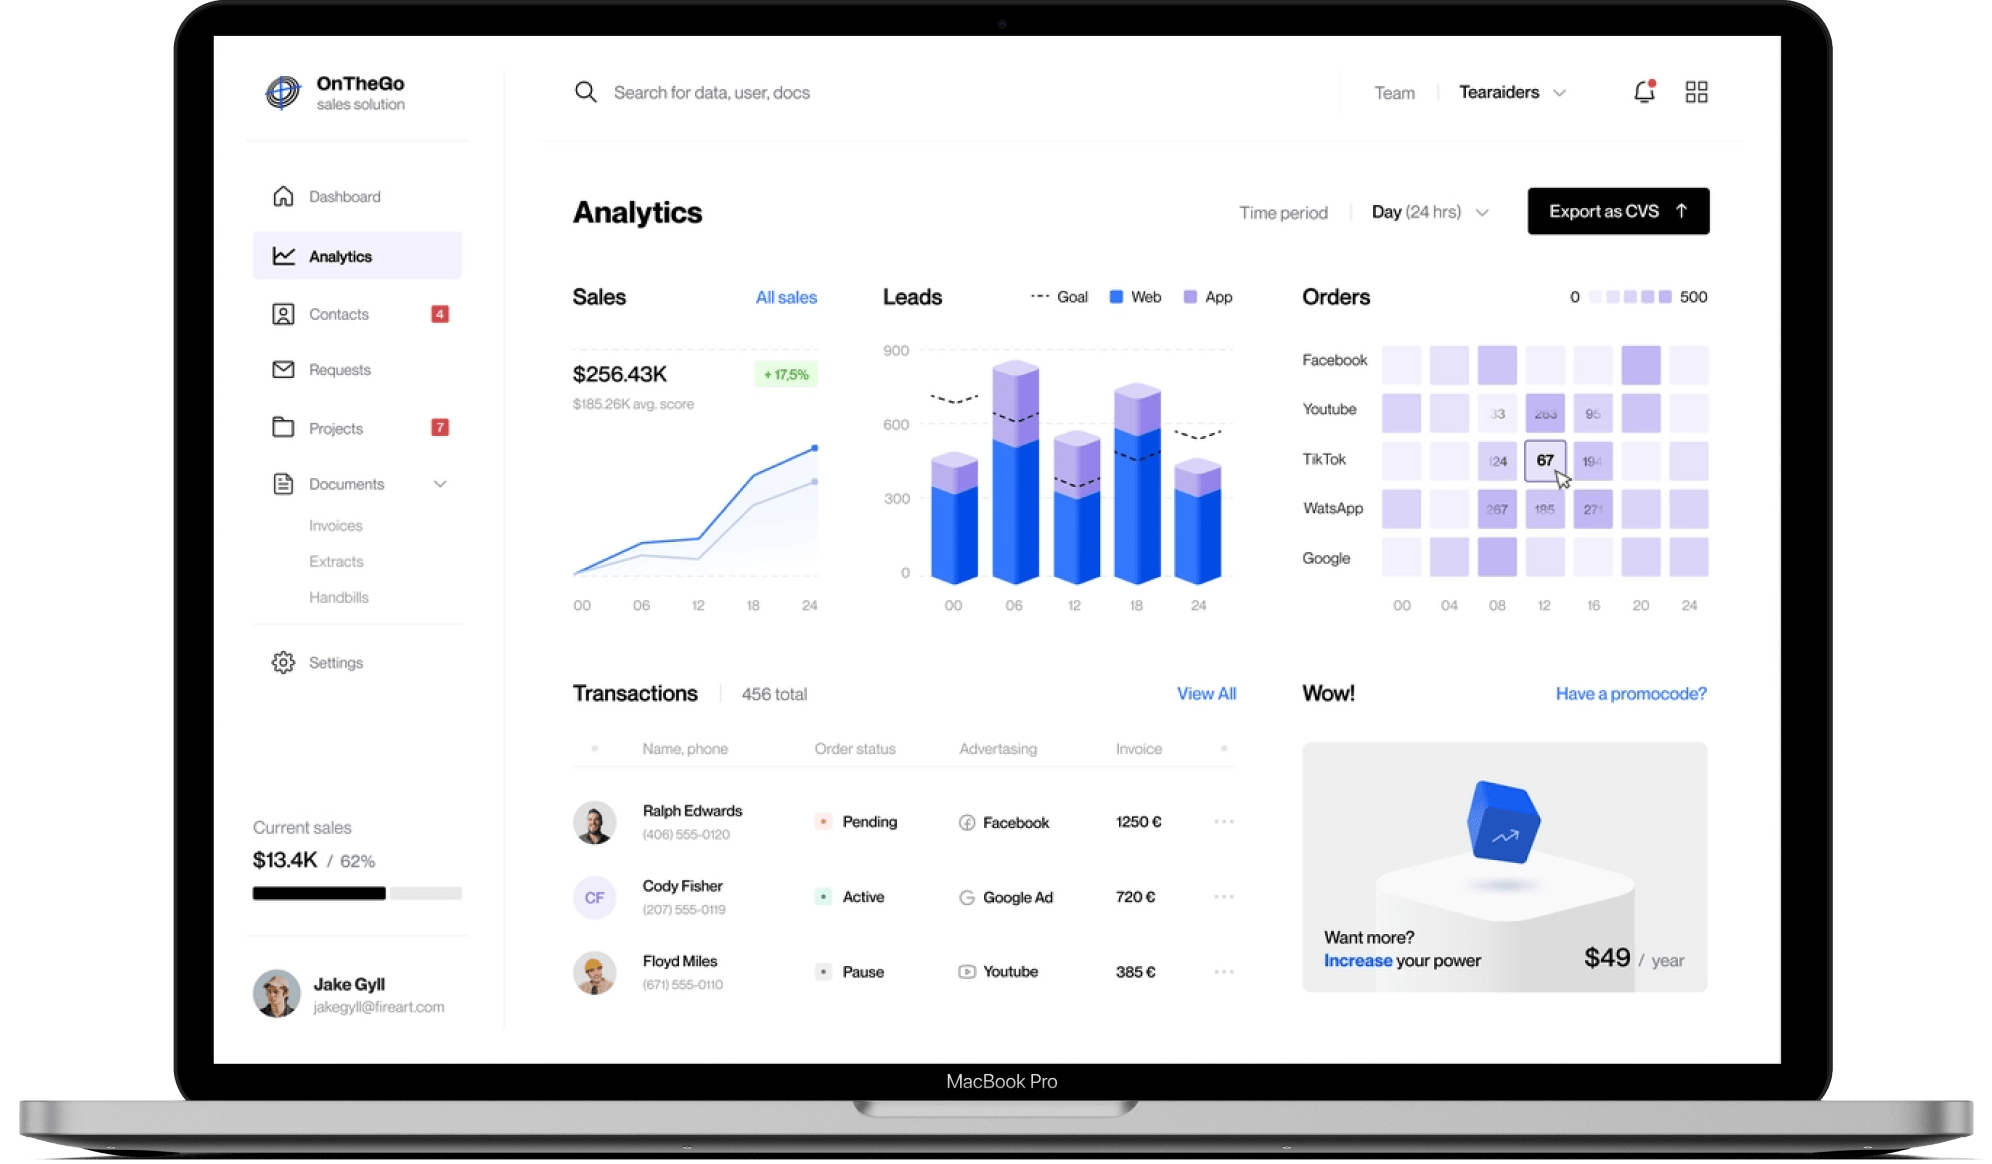 OnTheGo
sales solution
Search for data, user, docs
Team
Tearaiders
Dashboard
Analytics
Contacts 4
Requests
Projects 7
Documents
Invoices
Extracts
Handbills
Settings
Current sales
$13.4K / 62%
Jake Gyll
jakegyll@fireart.com
Analytics
Time period
Day (24 hrs)
Export as CVS
Sales
All sales
$256.43K
+ 17,5%
$185.26K avg. score
00 06 12 18 24
Leads
Goal Web App
900
600
300
0
00 06 12 18 24
Orders
0 500
Facebook
Youtube 33 263 95
TikTok 124 67 194
WatsApp 267 185 271
Google
00 04 08 12 16 20 24
Transactions
456 total
View All
Name, phone Order status Advertasing Invoice
Ralph Edwards
(406) 555-0120
Pending Facebook 1250 €
CF
Cody Fisher
(207) 555-0119
Active Google Ad 720 €
Floyd Miles
(671) 555-0110
Pause Youtube 385 €
Wow!
Have a promocode?
Want more?
Increase your power
$49 / year
MacBook Pro